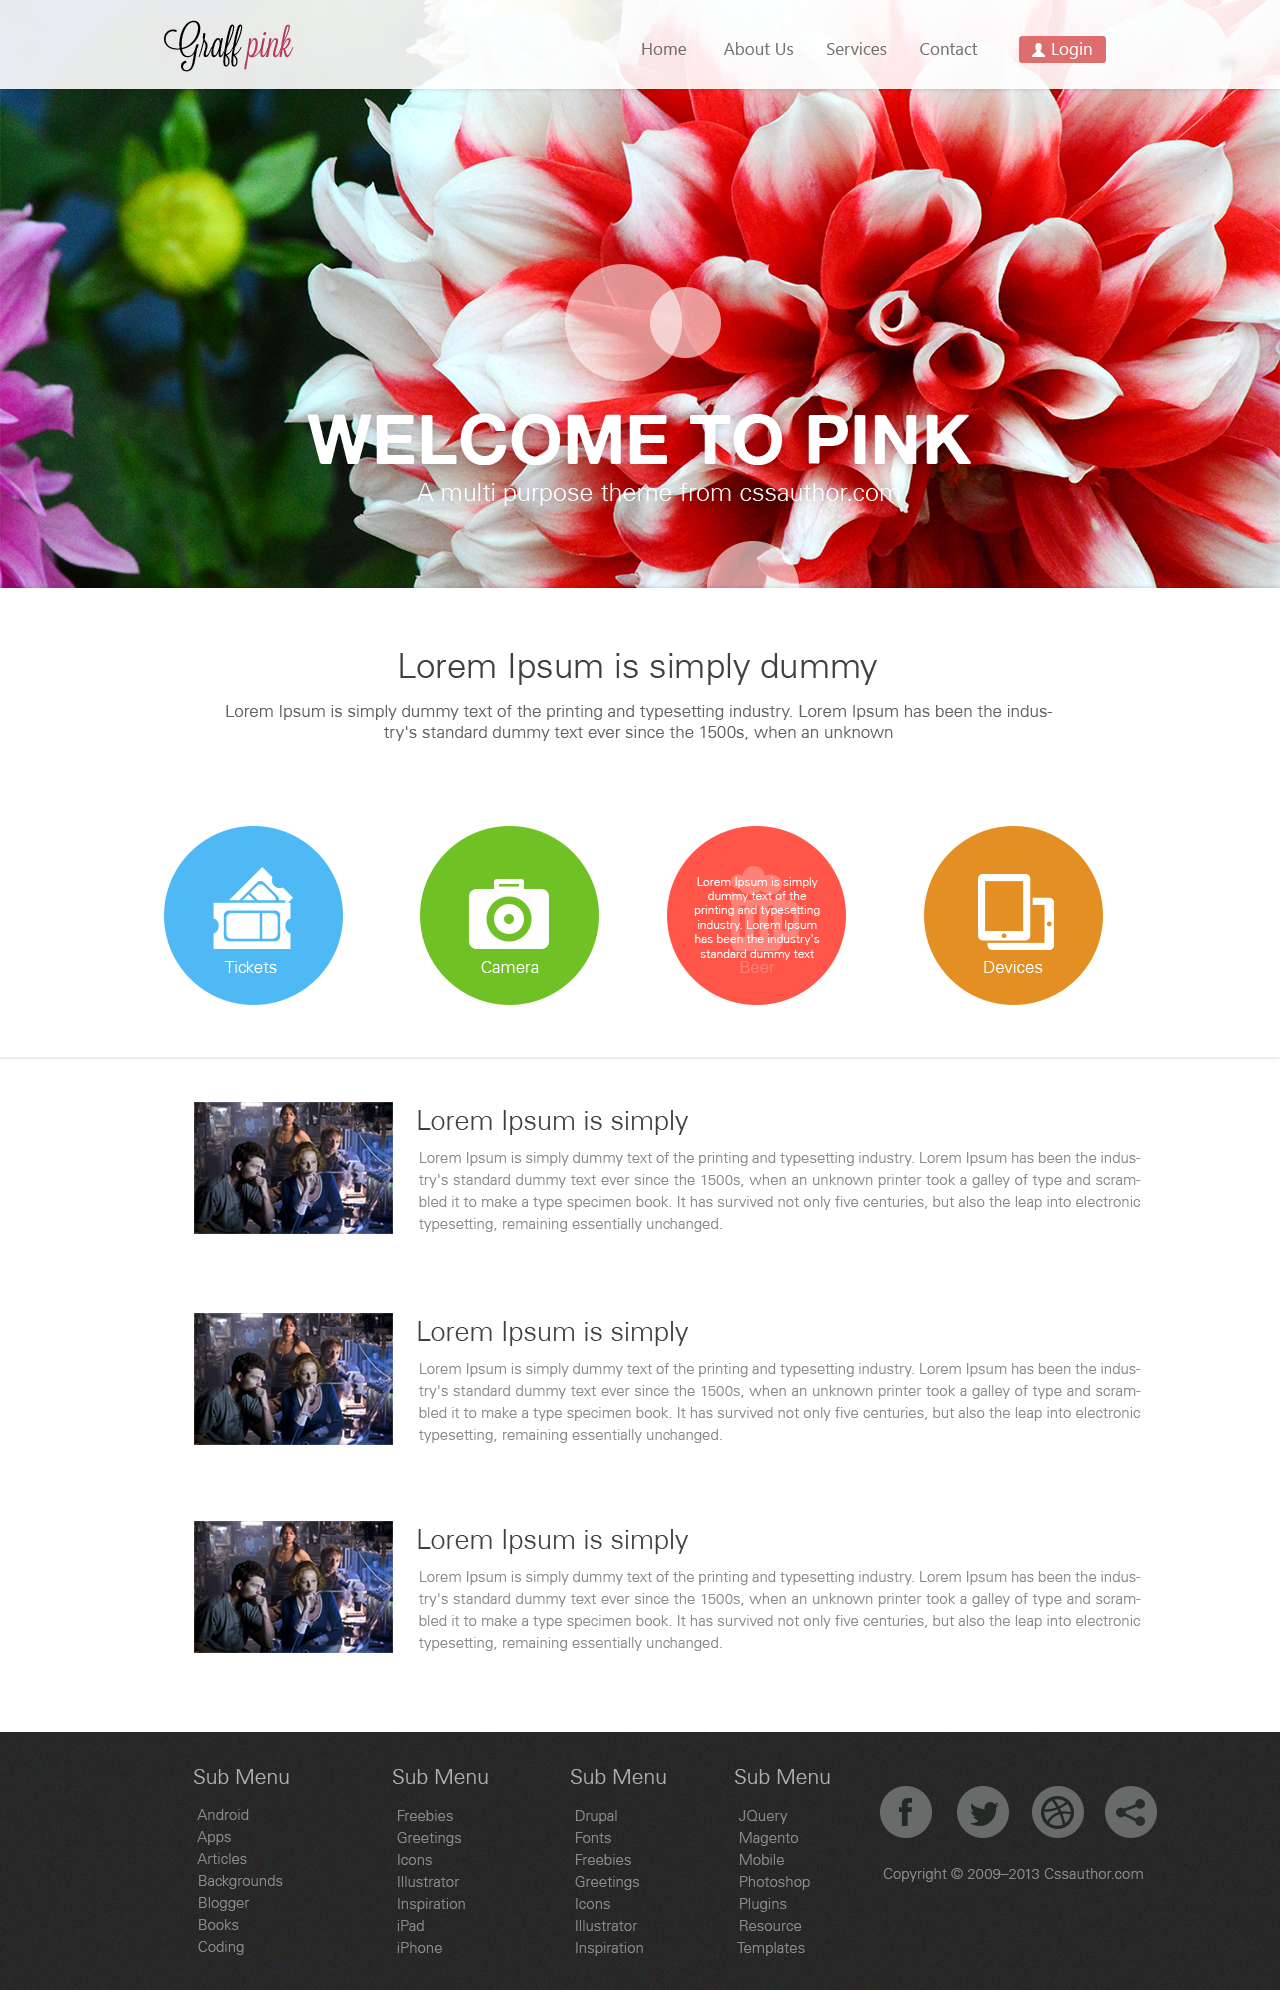 Graff pink
Home About Us Services Contact Login
WELCOME TO PINK
A multi purpose theme from cssauthor.com
Lorem Ipsum is simply dummy
Lorem Ipsum is simply dummy text of the printing and typesetting industry. Lorem Ipsum has been the indus-
try's standard dummy text ever since the 1500s, when an unknown
Tickets
Camera
Lorem Ipsum is simply
dummy text of the
printing and typesetting
industry. Lorem Ipsum
has been the industry's
standard dummy text
Beer
Devices
Lorem Ipsum is simply
Lorem Ipsum is simply dummy text of the printing and typesetting industry. Lorem Ipsum has been the indus-
try's standard dummy text ever since the 1500s, when an unknown printer took a galley of type and scram-
bled it to make a type specimen book. It has survived not only five centuries, but also the leap into electronic
typesetting, remaining essentially unchanged.
Lorem Ipsum is simply
Lorem Ipsum is simply dummy text of the printing and typesetting industry. Lorem Ipsum has been the indus-
try's standard dummy text ever since the 1500s, when an unknown printer took a galley of type and scram-
bled it to make a type specimen book. It has survived not only five centuries, but also the leap into electronic
typesetting, remaining essentially unchanged.
Lorem Ipsum is simply
Lorem Ipsum is simply dummy text of the printing and typesetting industry. Lorem Ipsum has been the indus-
try's standard dummy text ever since the 1500s, when an unknown printer took a galley of type and scram-
bled it to make a type specimen book. It has survived not only five centuries, but also the leap into electronic
typesetting, remaining essentially unchanged.
Sub Menu
Android
Apps
Articles
Backgrounds
Blogger
Books
Coding
Sub Menu
Freebies
Greetings
Icons
Illustrator
Inspiration
iPad
iPhone
Sub Menu
Drupal
Fonts
Freebies
Greetings
Icons
Illustrator
Inspiration
Sub Menu
JQuery
Magento
Mobile
Photoshop
Plugins
Resource
Templates
Copyright © 2009–2013 Cssauthor.com